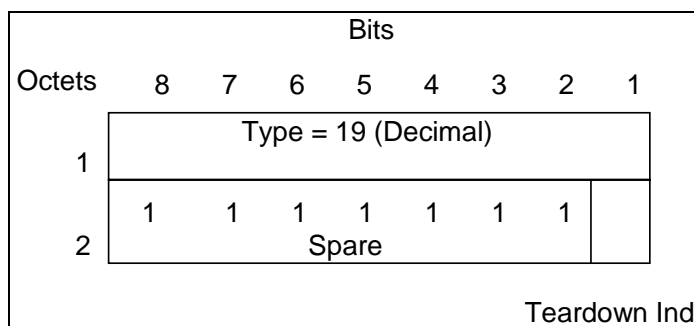 Bits
Octets 8 7 6 5 4 3 2 1
Type = 19 (Decimal)
1
1 1 1 1 1 1 1
2 Spare
Teardown Ind